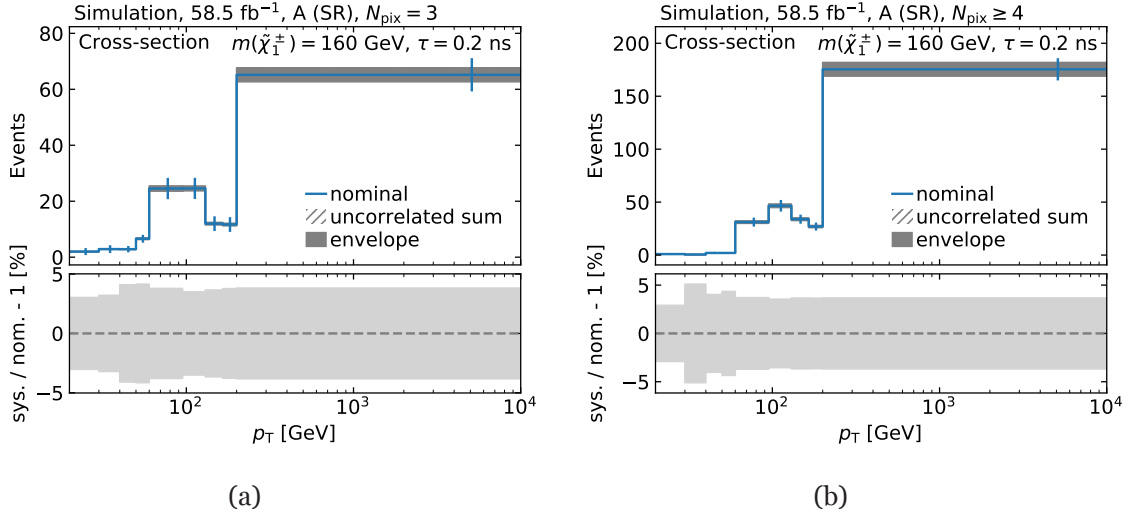 Simulation, 58.5 fb⁻¹, A (SR), N_pix = 3
Cross-section m(χ̃₁^±) = 160 GeV, τ = 0.2 ns
80
60
40
20
0
Events
nominal
uncorrelated sum
envelope
5
0
−5
sys. / nom. - 1 [%]
10² 10³ 10⁴
p_T [GeV]
(a)
Simulation, 58.5 fb⁻¹, A (SR), N_pix ≥ 4
Cross-section m(χ̃₁^±) = 160 GeV, τ = 0.2 ns
200
150
100
50
0
Events
nominal
uncorrelated sum
envelope
5
0
−5
sys. / nom. - 1 [%]
10² 10³ 10⁴
p_T [GeV]
(b)